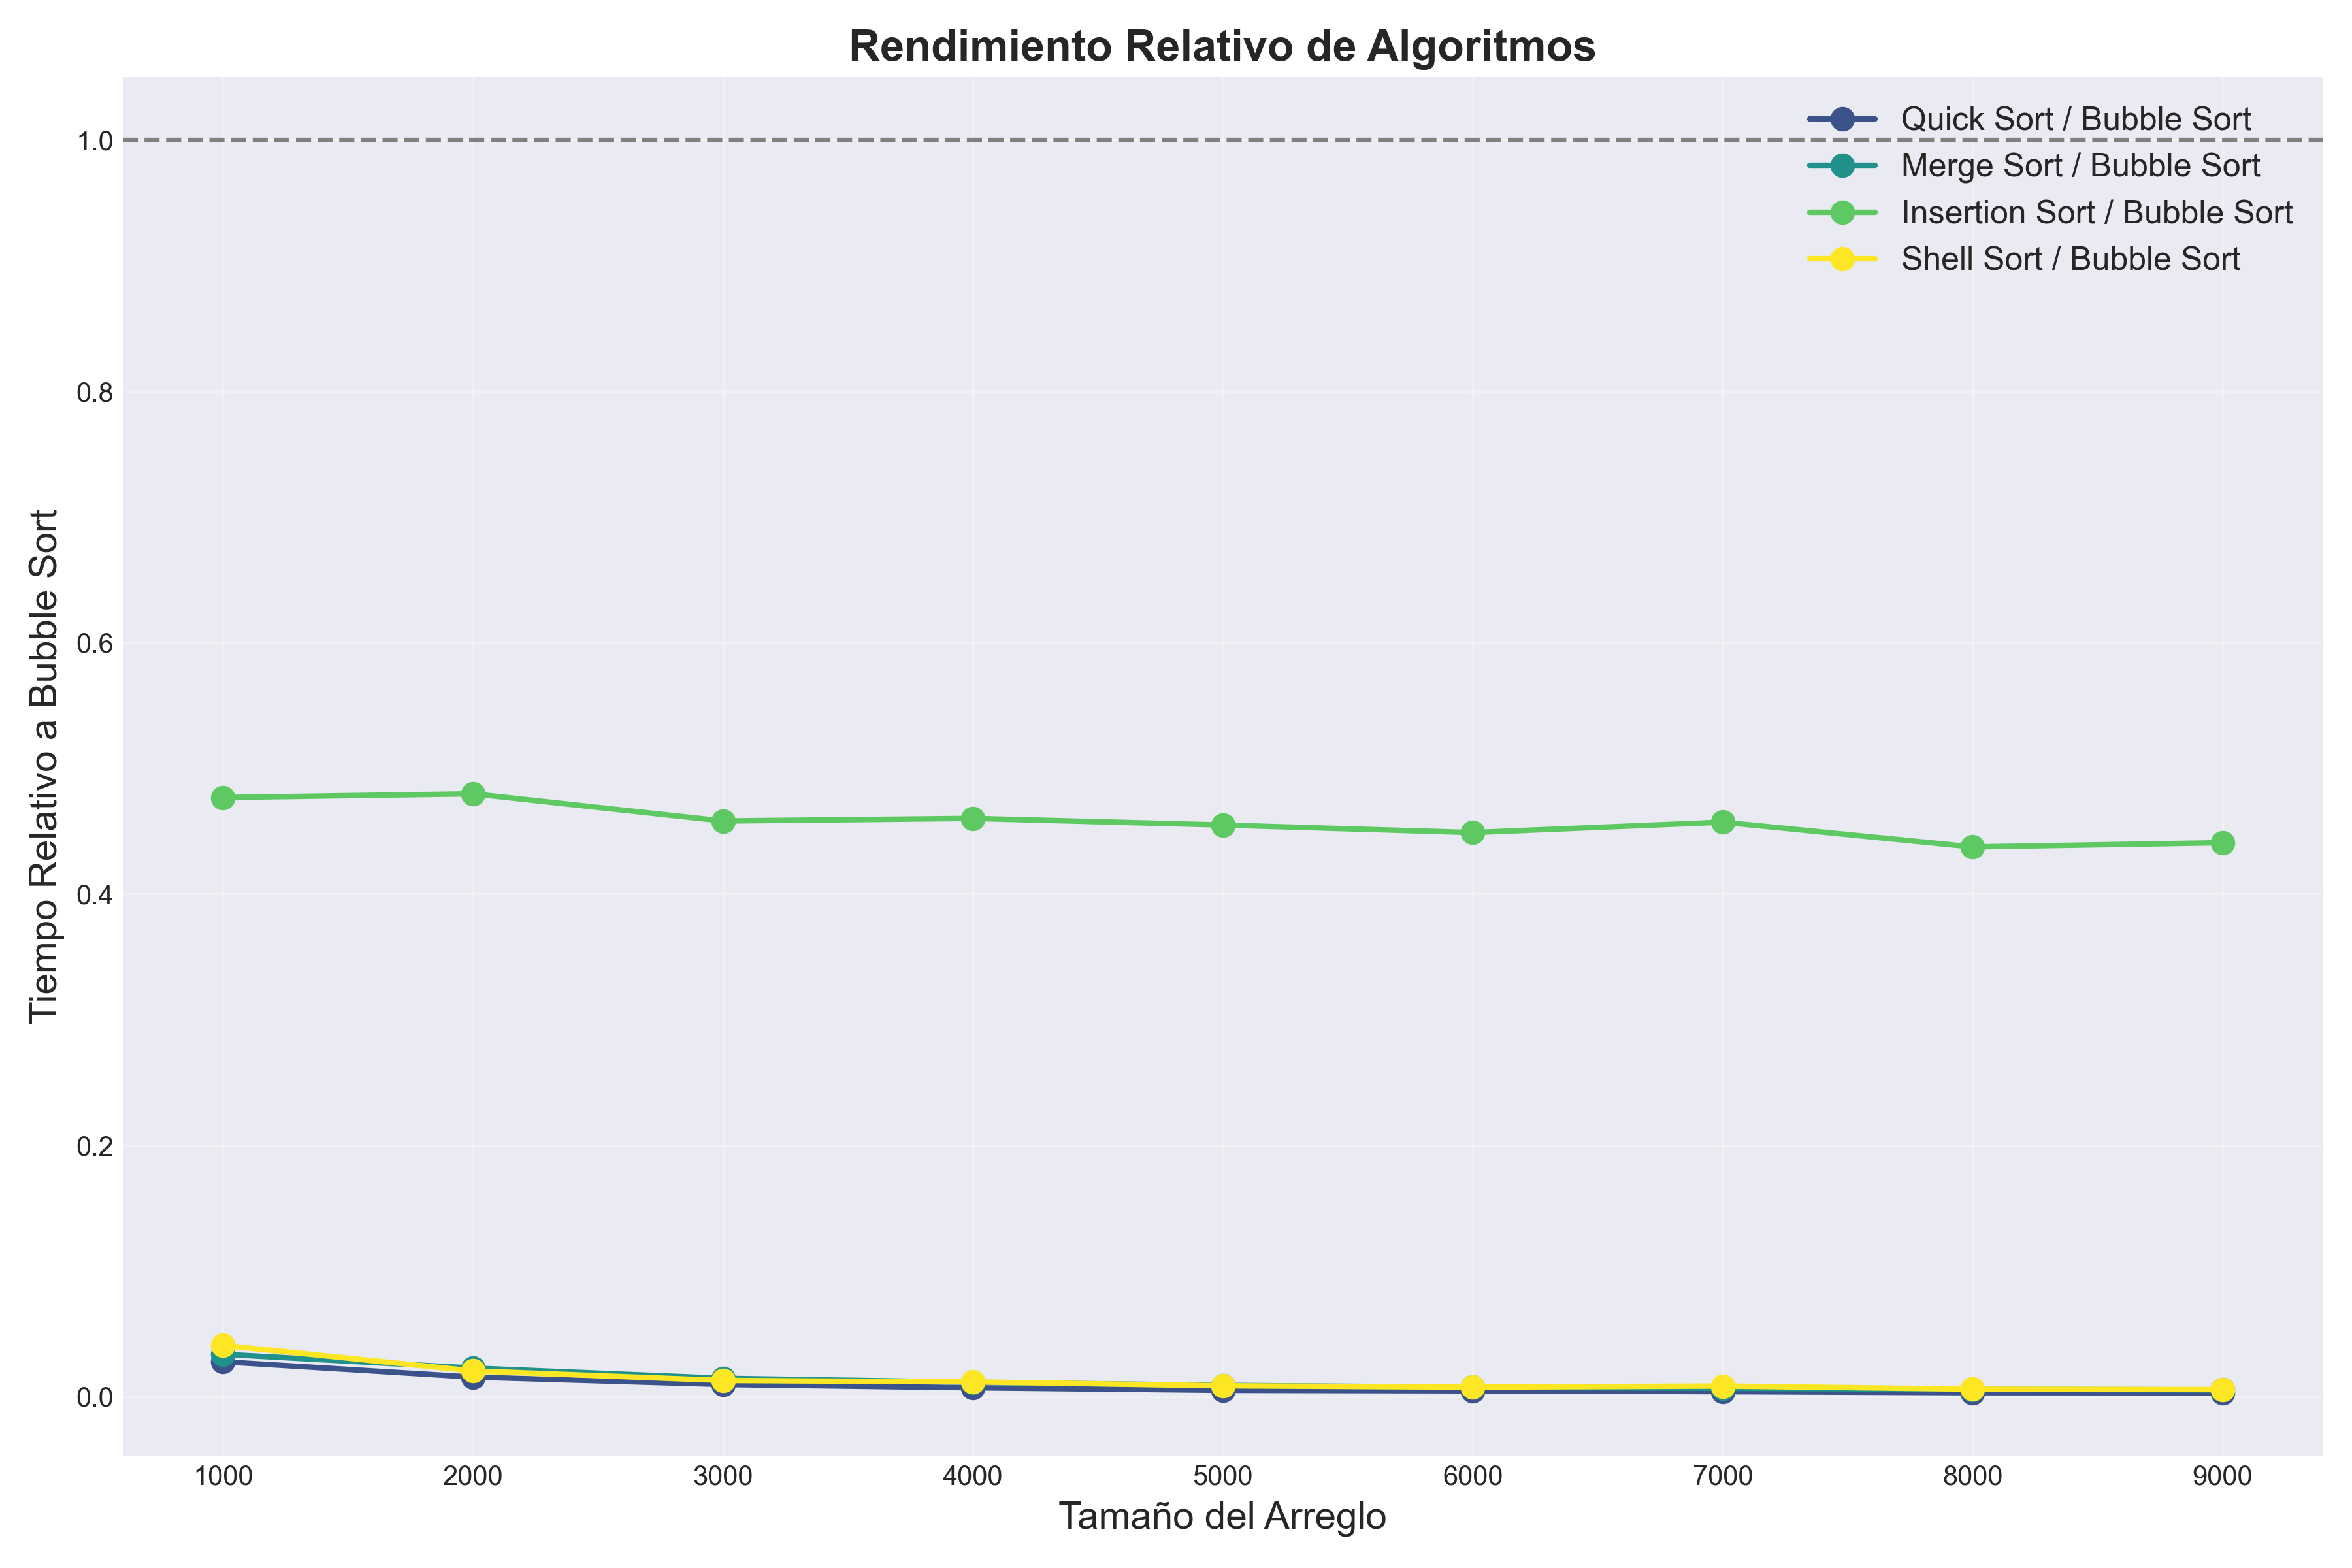 Rendimiento Relativo de Algoritmos
Quick Sort / Bubble Sort
Merge Sort / Bubble Sort
Insertion Sort / Bubble Sort
Shell Sort / Bubble Sort
Tiempo Relativo a Bubble Sort
1.0
0.8
0.6
0.4
0.2
0.0
1000 2000 3000 4000 5000 6000 7000 8000 9000
Tamaño del Arreglo